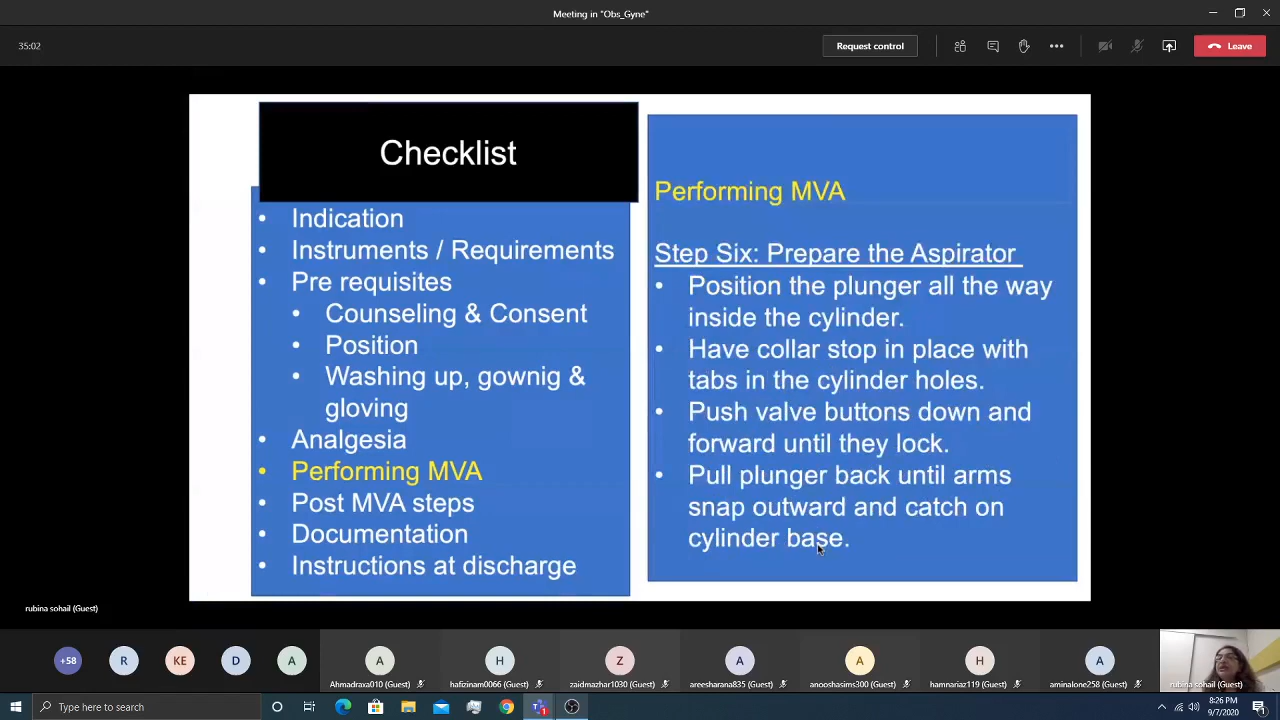 Meeting in "Obs_Gyne"
35:02
Request control
Leave
Checklist
• Indication
• Instruments / Requirements
• Pre requisites
• Counseling & Consent
• Position
• Washing up, gownig &
gloving
• Analgesia
• Performing MVA
• Post MVA steps
• Documentation
• Instructions at discharge
Performing MVA
Step Six: Prepare the Aspirator
• Position the plunger all the way
inside the cylinder.
• Have collar stop in place with
tabs in the cylinder holes.
• Push valve buttons down and
forward until they lock.
• Pull plunger back until arms
snap outward and catch on
cylinder base.
rubina sohail (Guest)
+58
R
KE
D
A
A
H
Z
A
A
H
A
Ahmadraxa010 (Guest)
hafizinam0066 (Guest)
zaidmazhar1030 (Guest)
areesharana835 (Guest)
anooshasims300 (Guest)
hamnariaz119 (Guest)
aminalone258 (Guest)
rubina sohail (Guest)
Type here to search
8:26 PM
9/7/2020